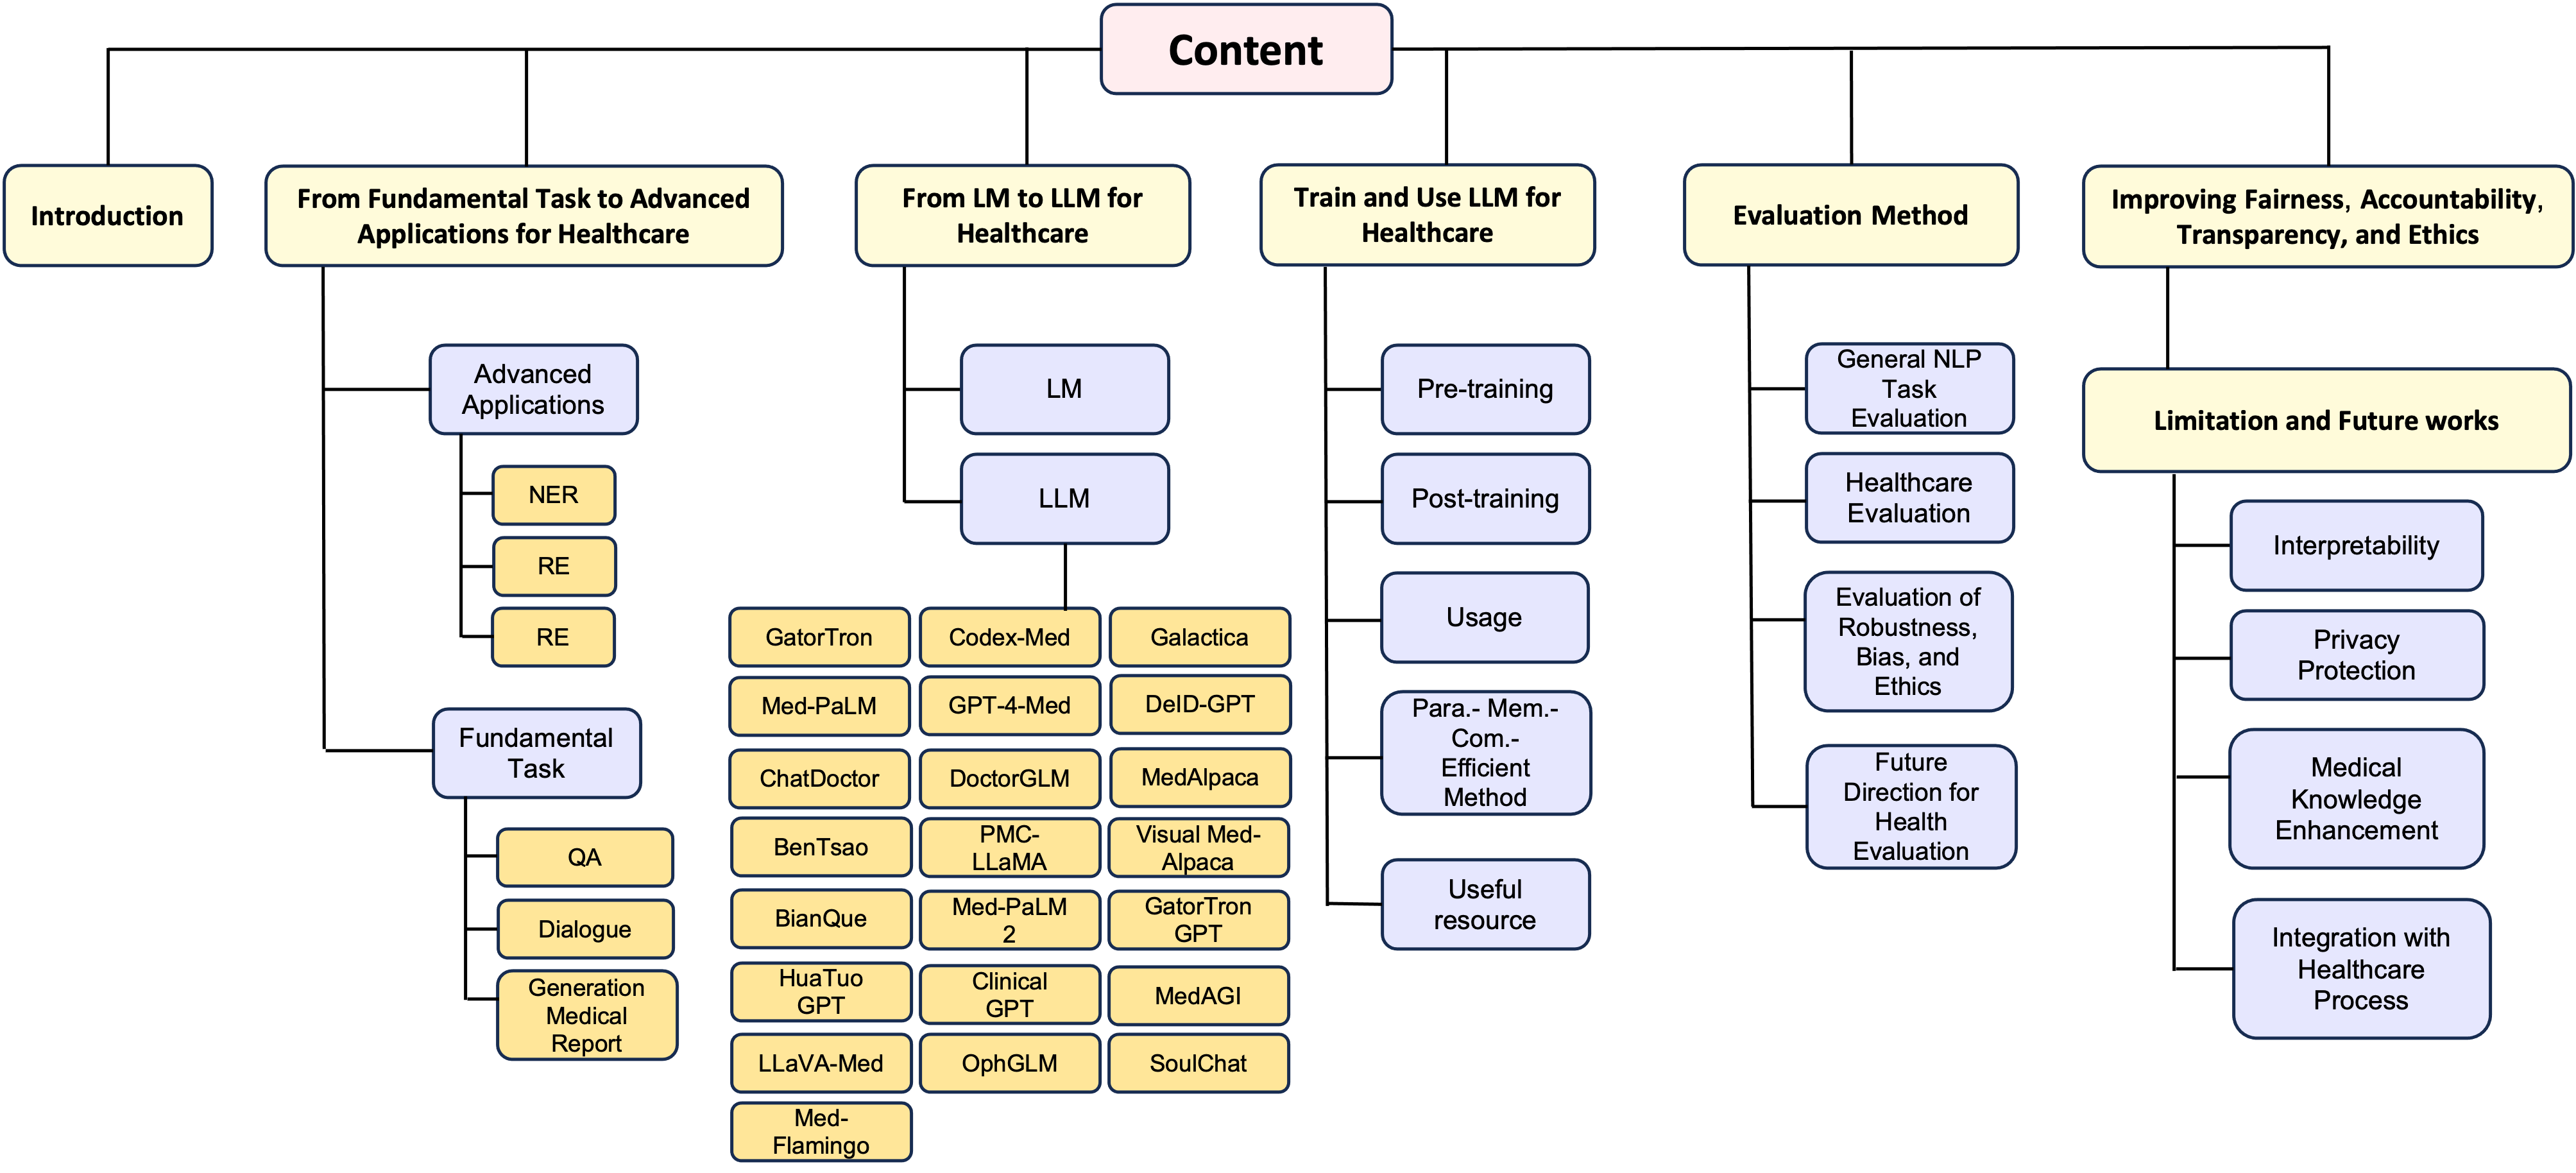 Content
Introduction
From Fundamental Task to Advanced
Applications for Healthcare
Advanced
Applications
NER
RE
RE
Fundamental
Task
QA
Dialogue
Generation
Medical
Report
From LM to LLM for
Healthcare
LM
LLM
GatorTron
Codex-Med
Galactica
Med-PaLM
GPT-4-Med
DeID-GPT
ChatDoctor
DoctorGLM
MedAlpaca
BenTsao
PMC-
LLaMA
Visual Med-
Alpaca
BianQue
Med-PaLM
2
GatorTron
GPT
HuaTuo
GPT
Clinical
GPT
MedAGI
LLaVA-Med
OphGLM
SoulChat
Med-
Flamingo
Train and Use LLM for
Healthcare
Pre-training
Post-training
Usage
Para.- Mem.-
Com.-
Efficient
Method
Useful
resource
Evaluation Method
General NLP
Task
Evaluation
Healthcare
Evaluation
Evaluation of
Robustness,
Bias, and
Ethics
Future
Direction for
Health
Evaluation
Improving Fairness, Accountability,
Transparency, and Ethics
Limitation and Future works
Interpretability
Privacy
Protection
Medical
Knowledge
Enhancement
Integration with
Healthcare
Process